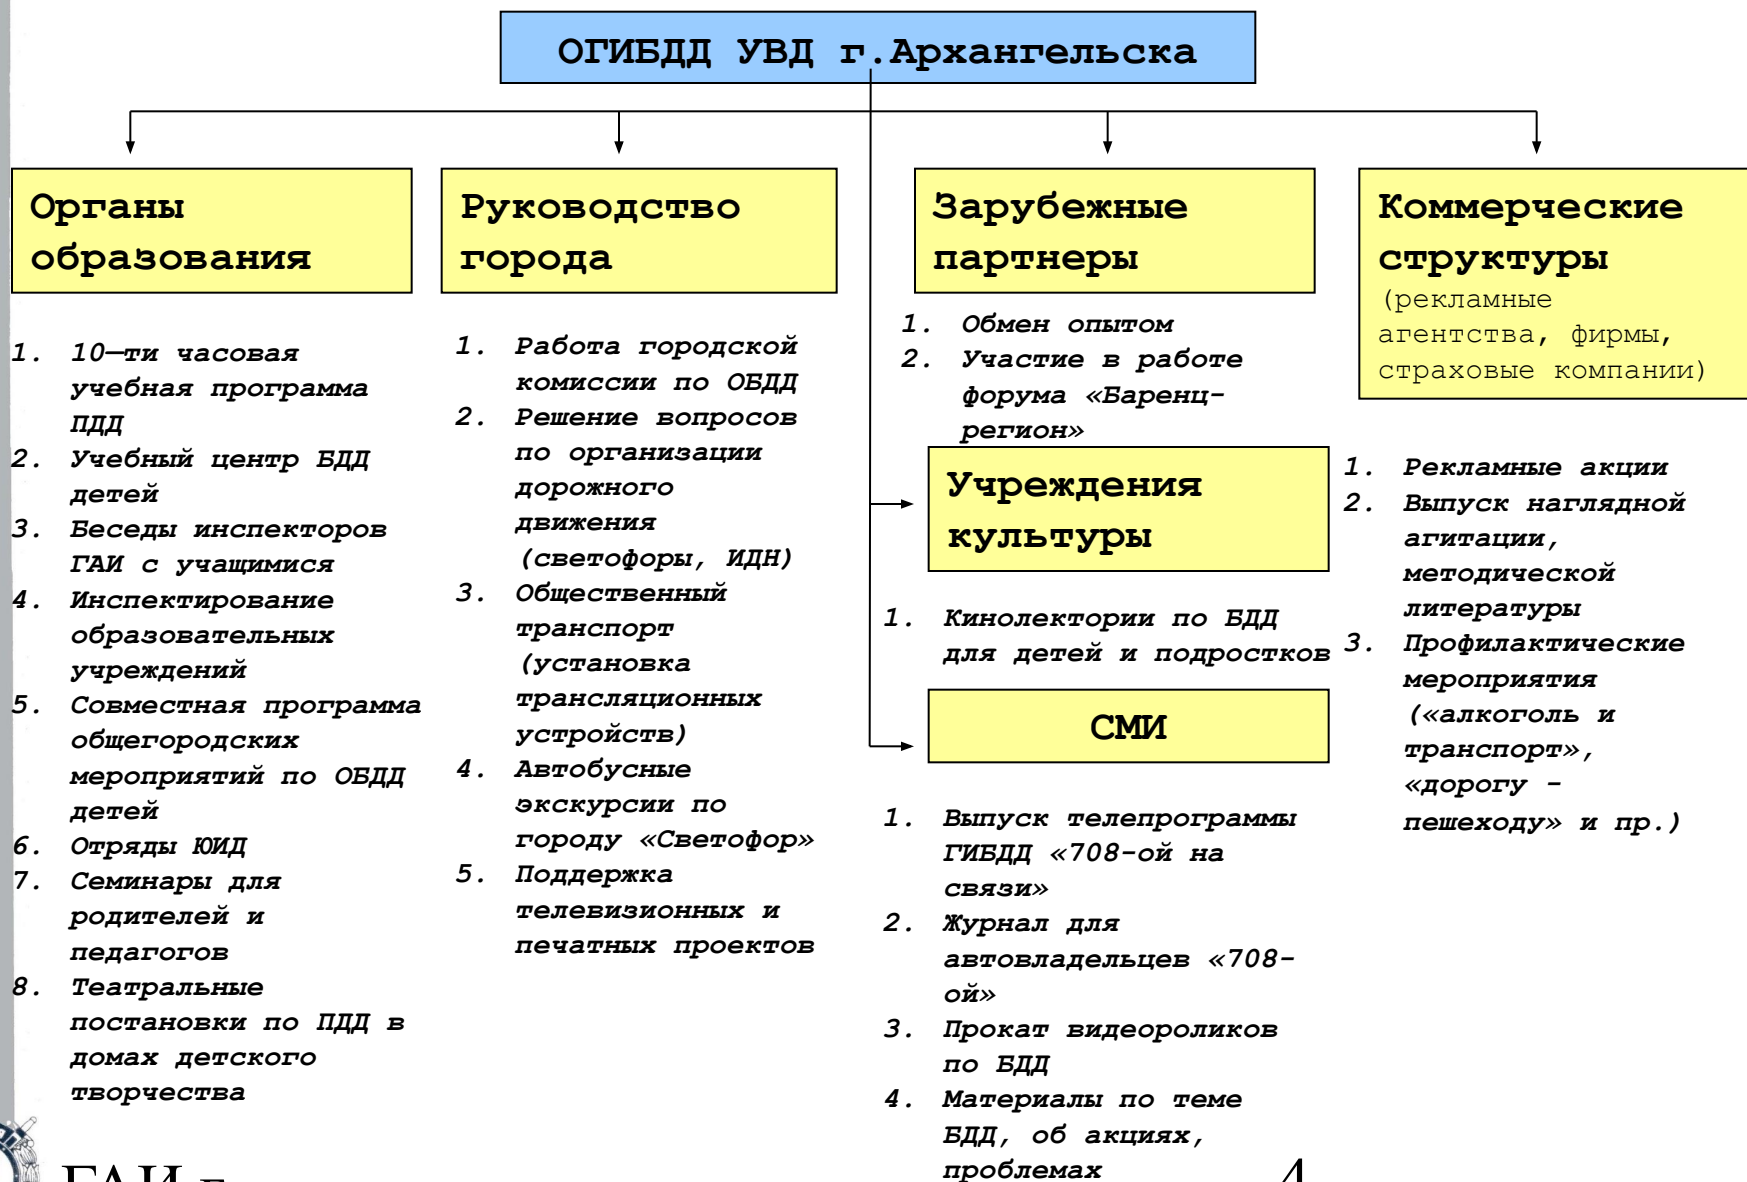 ОГИБДД УВД г.Архангельска
Органы
образования
1. 10—ти часовая
учебная программа
ПДД
2. Учебный центр БДД
детей
3. Беседы инспекторов
ГАИ с учащимися
4. Инспектирование
образовательных
учреждений
5. Совместная программа
общегородских
мероприятий по ОБДД
детей
6. Отряды ЮИД
7. Семинары для
родителей и
педагогов
8. Театральные
постановки по ПДД в
домах детского
творчества
Руководство
города
1. Работа городской
комиссии по ОБДД
2. Решение вопросов
по организации
дорожного
движения
(светофоры, ИДН)
3. Общественный
транспорт
(установка
трансляционных
устройств)
4. Автобусные
экскурсии по
городу «Светофор»
5. Поддержка
телевизионных и
печатных проектов
Зарубежные
партнеры
1. Обмен опытом
2. Участие в работе
форума «Баренц-
регион»
Учреждения
культуры
1. Кинолектории по БДД
для детей и подростков
СМИ
1. Выпуск телепрограммы
ГИБДД «708-ой на
связи»
2. Журнал для
автовладельцев «708-
ой»
3. Прокат видеороликов
по БДД
4. Материалы по теме
БДД, об акциях,
проблемах
Коммерческие
структуры
(рекламные
агентства, фирмы,
страховые компании)
1. Рекламные акции
2. Выпуск наглядной
агитации,
методической
литературы
3. Профилактические
мероприятия
(«алкоголь и
транспорт»,
«дорогу -
пешеходу» и пр.)
ГАИ
4